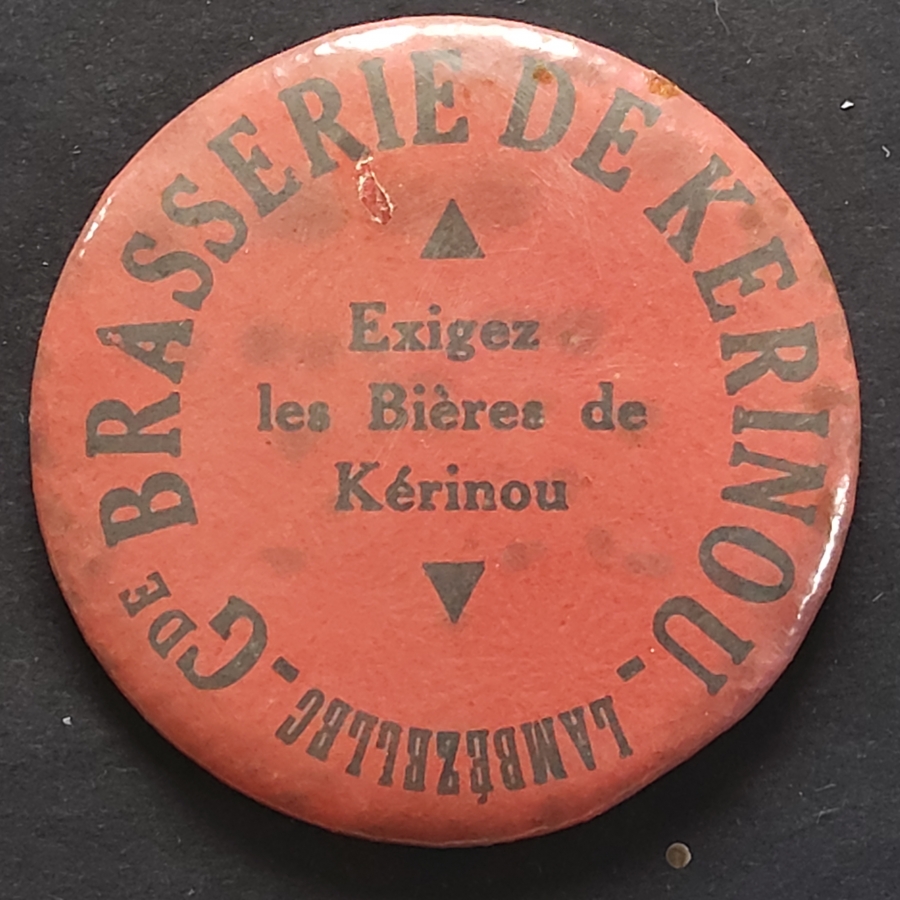 Gde BRASSERIE DE KERINOU - LAMBÉZELLEC -
Exigez
les Bières de
Kérinou